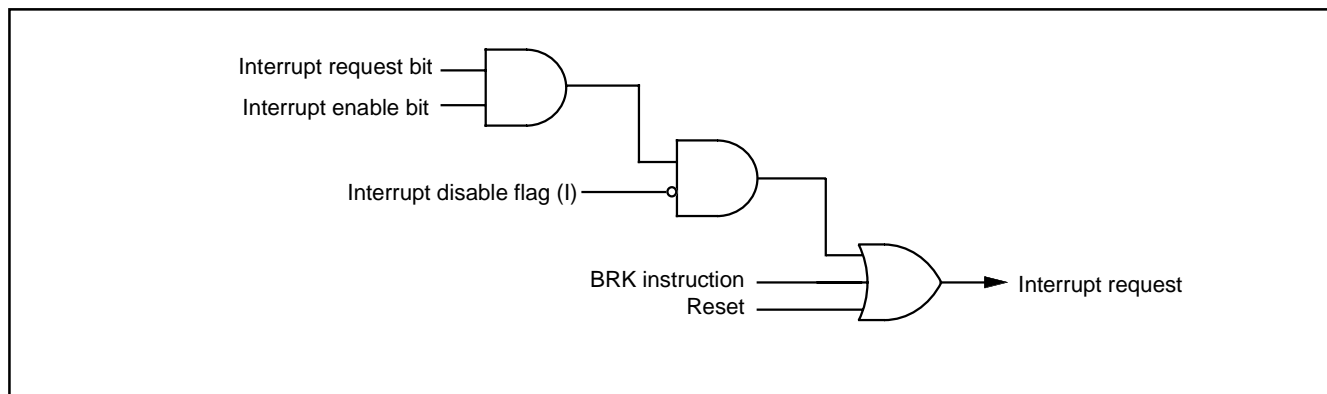 Interrupt request bit
Interrupt enable bit
Interrupt disable flag (I)
BRK instruction
Reset
Interrupt request